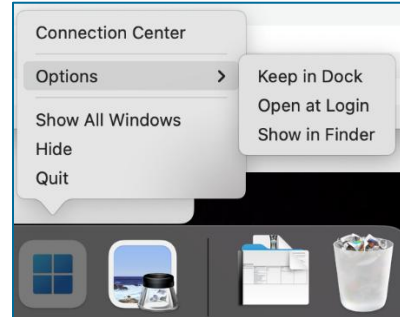 Connection Center
Options
Keep in Dock
Open at Login
Show in Finder
Show All Windows
Hide
Quit